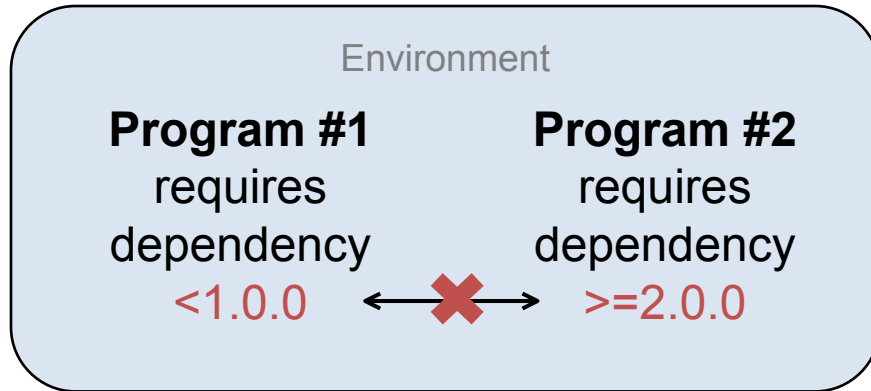 Environment
Program #1
requires
dependency
<1.0.0
Program #2
requires
dependency
>=2.0.0